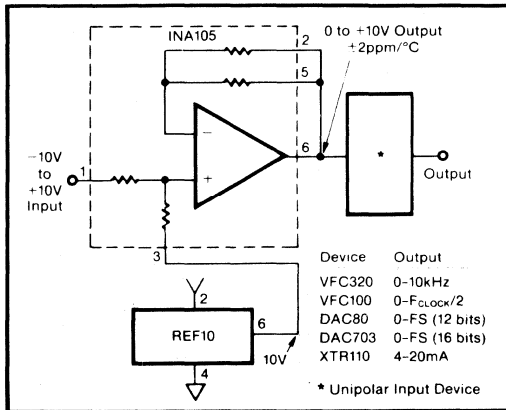 INA105
2
0 to +10V Output
±2ppm/°C
5
−
6
+
−10V
to
+10V
Input
1
3
*
Output
2
REF10
6
10V
4
Device Output
VFC320 0-10kHz
VFC100 0-FCLOCK/2
DAC80 0-FS (12 bits)
DAC703 0-FS (16 bits)
XTR110 4-20mA
* Unipolar Input Device